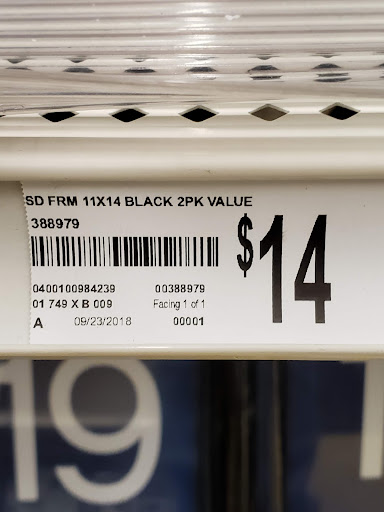 SD FRM 11X14 BLACK 2PK VALUE
388979
$14
0400100984239 00388979
01 749 X B 009 Facing 1 of 1
A 09/23/2018 00001
19